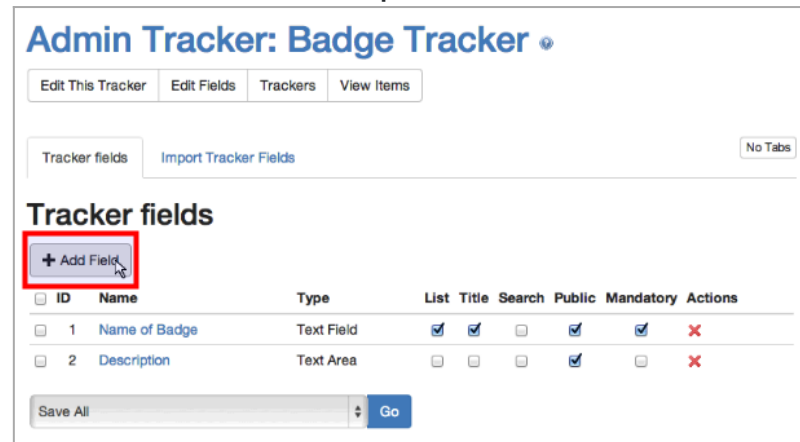 Admin Tracker: Badge Tracker
Edit This Tracker Edit Fields Trackers View Items
Tracker fields Import Tracker Fields No Tabs
Tracker fields
+ Add Field
ID Name Type List Title Search Public Mandatory Actions
1 Name of Badge Text Field
2 Description Text Area
Save All Go